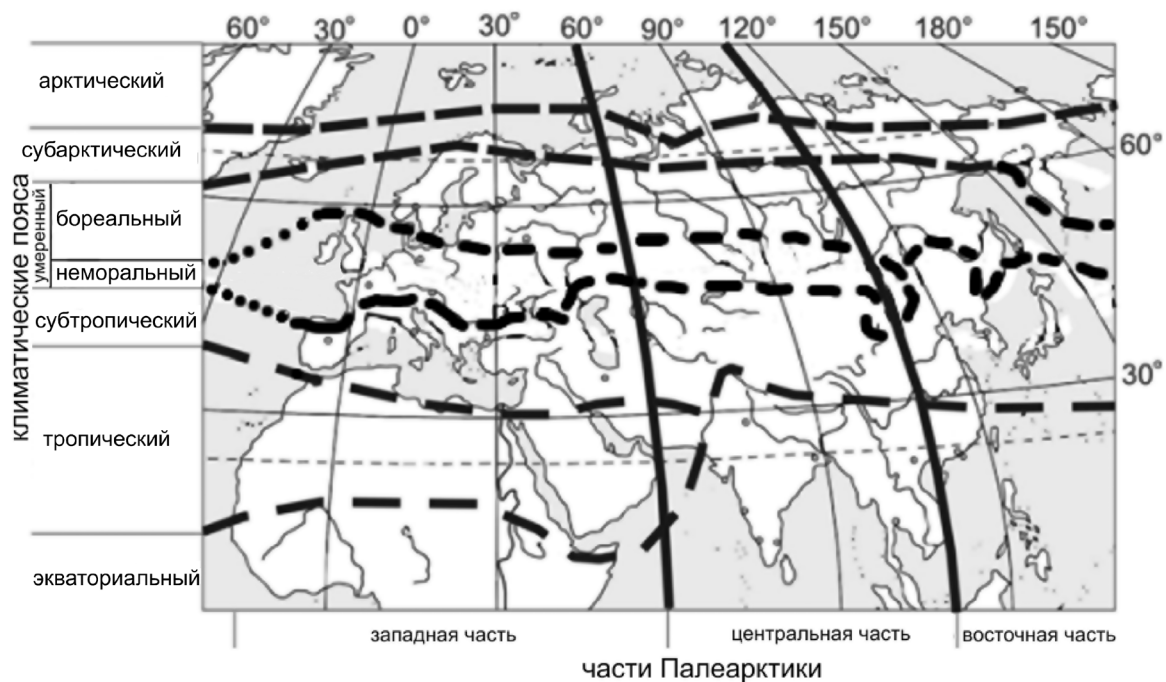 60° 30° 0° 30° 60° 90° 120° 150° 180° 150°
арктический
субарктический
60°
климатические пояса
умеренный
бореальный
неморальный
субтропический
30°
тропический
экваториальный
западная часть центральная часть восточная часть
части Палеарктики